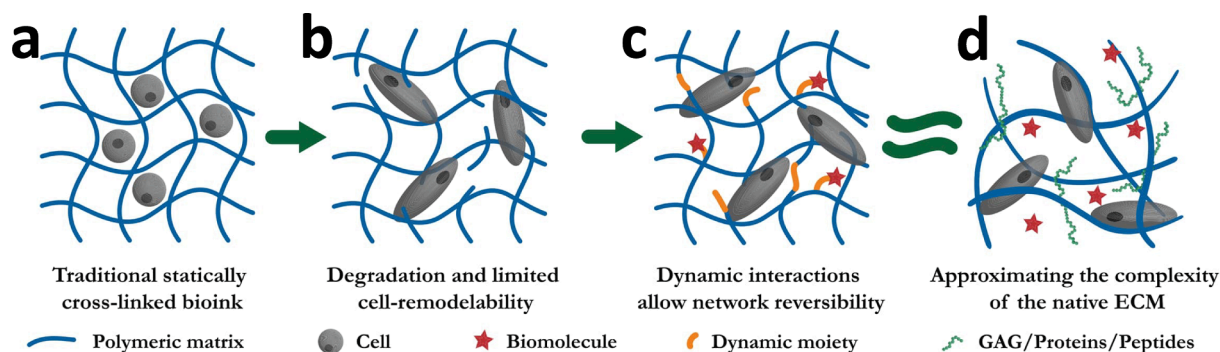 a
b
c
d
Traditional statically
cross-linked bioink
Degradation and limited
cell-remodelability
Dynamic interactions
allow network reversibility
Approximating the complexity
of the native ECM
Polymeric matrix
Cell
Biomolecule
Dynamic moiety
GAG/Proteins/Peptides